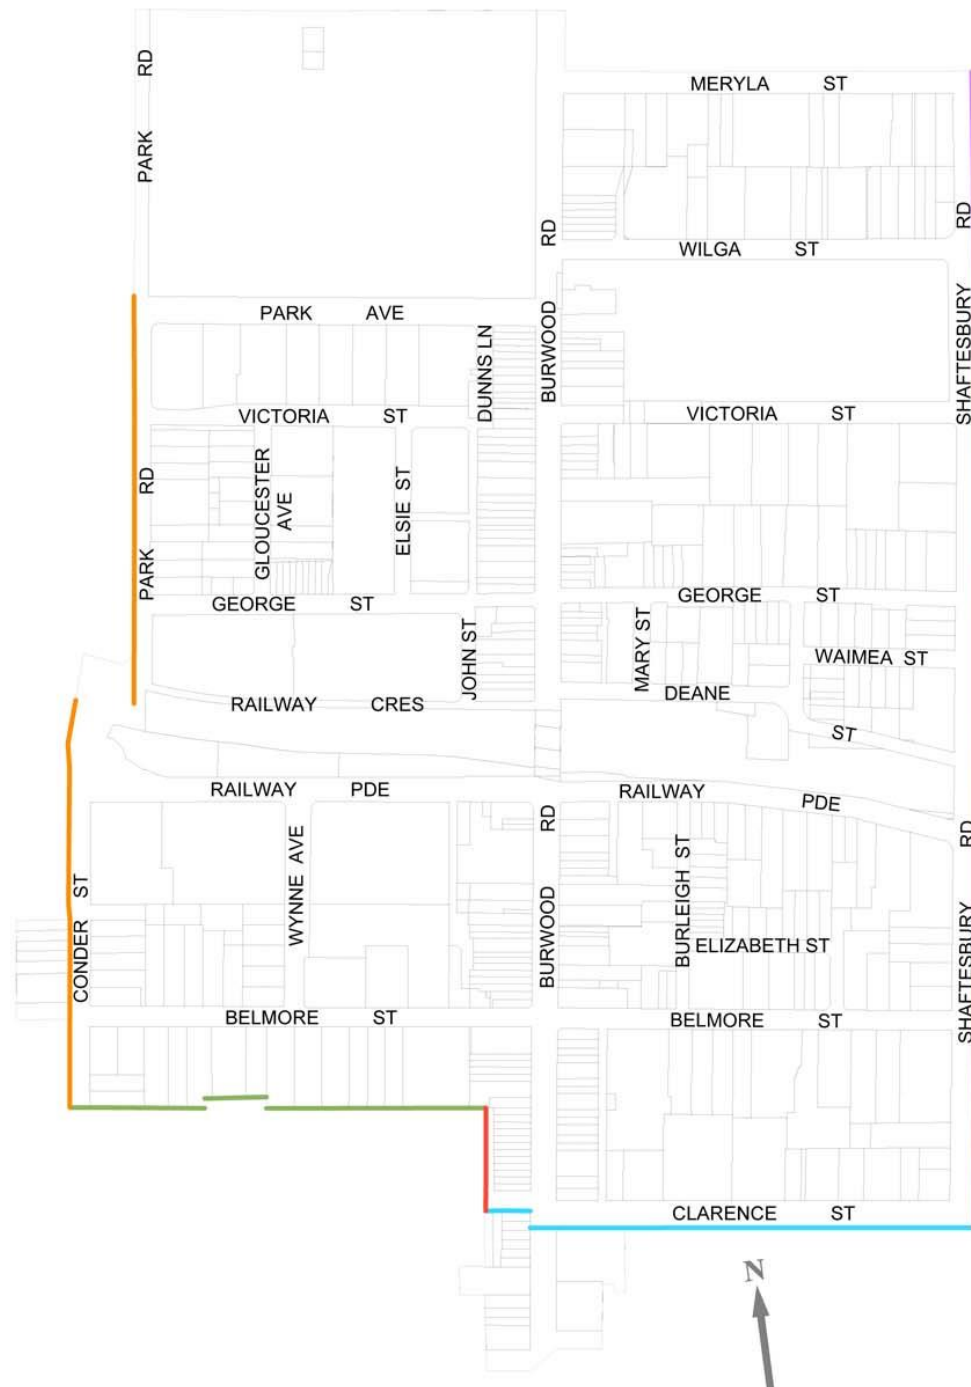 MERYLA ST
PARK RD
RD
RD
WILGA ST
PARK AVE
DUNNS LN
BURWOOD
SHAFTESBURY
VICTORIA ST
VICTORIA ST
PARK RD
GLOUCESTER
AVE
ELSIE ST
GEORGE ST
GEORGE ST
JOHN ST
MARY ST
WAIMEA ST
RAILWAY CRES
DEANE
ST
RAILWAY PDE
RAILWAY
PDE
RD
RD
CONDER ST
WYNNE AVE
BURWOOD
BURLEIGH ST
ELIZABETH ST
SHAFTESBURY
BELMORE ST
BELMORE ST
CLARENCE ST
N